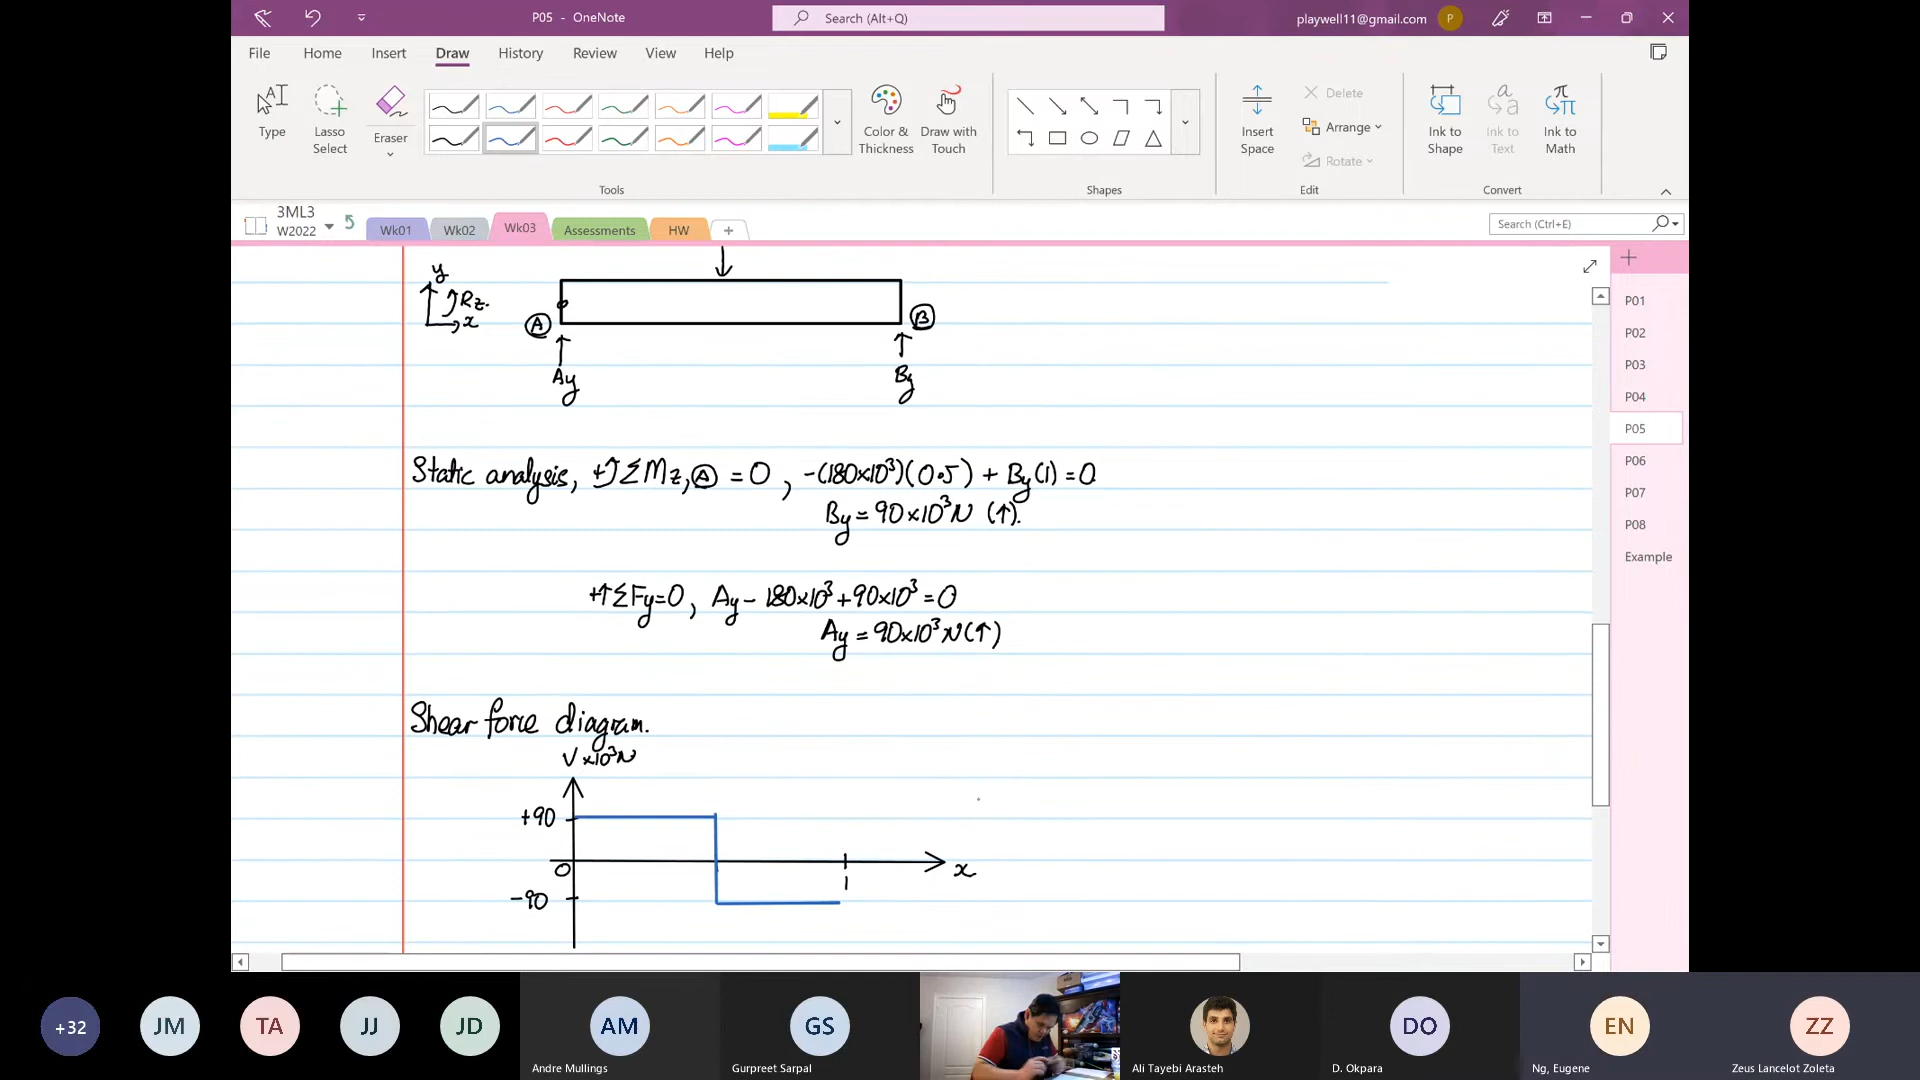 P05 - OneNote
Search (Alt+Q)
playwell11@gmail.com
P
File Home Insert Draw History Review View Help
Type
Lasso Select
Eraser
Color & Thickness
Draw with Touch
Insert Space
Delete
Arrange
Rotate
Ink to Shape
Ink to Text
Ink to Math
Tools Shapes Edit Convert
3ML3
W2022
Wk01 Wk02 Wk03 Assessments HW +
Search (Ctrl+E)
P01
P02
P03
P04
P05
P06
P07
P08
Example
y
Rz.
x
A
B
Ay
By
Static analysis, +↺ΣMz,Ⓐ = 0, -(180×10³)(0.5) + By(1) = 0
By = 90×10³N (↑).
+↑ΣFy=0, Ay - 180×10³ + 90×10³ = 0
Ay = 90×10³N(↑)
Shear force diagram.
V ×10³N
+90
0
1
x
-90
+32 JM TA JJ JD AM GS DO EN ZZ
Andre Mullings Gurpreet Sarpal Ali Tayebi Arasteh D. Okpara Ng, Eugene Zeus Lancelot Zoleta